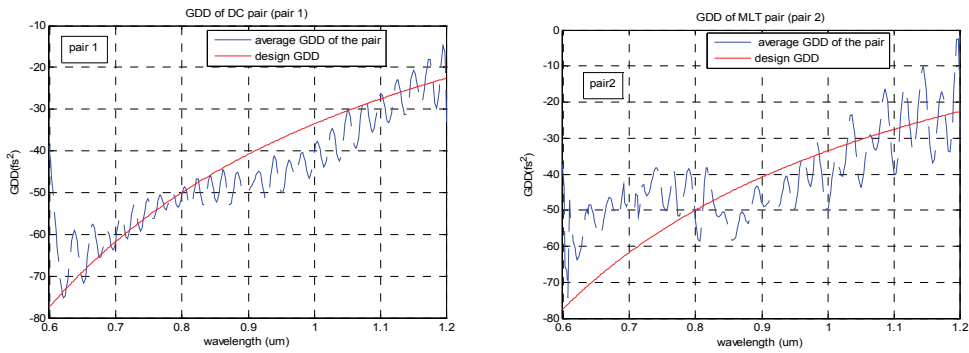 GDD of DC pair (pair 1)
pair 1
average GDD of the pair
design GDD
GDD(fs²)
-10
-20
-30
-40
-50
-60
-70
-80
0.6
0.7
0.8
0.9
1
1.1
1.2
wavelength (um)
GDD of MLT pair (pair 2)
pair2
average GDD of the pair
design GDD
GDD(fs²)
0
-10
-20
-30
-40
-50
-60
-70
-80
0.6
0.7
0.8
0.9
1
1.1
1.2
wavelength (um)